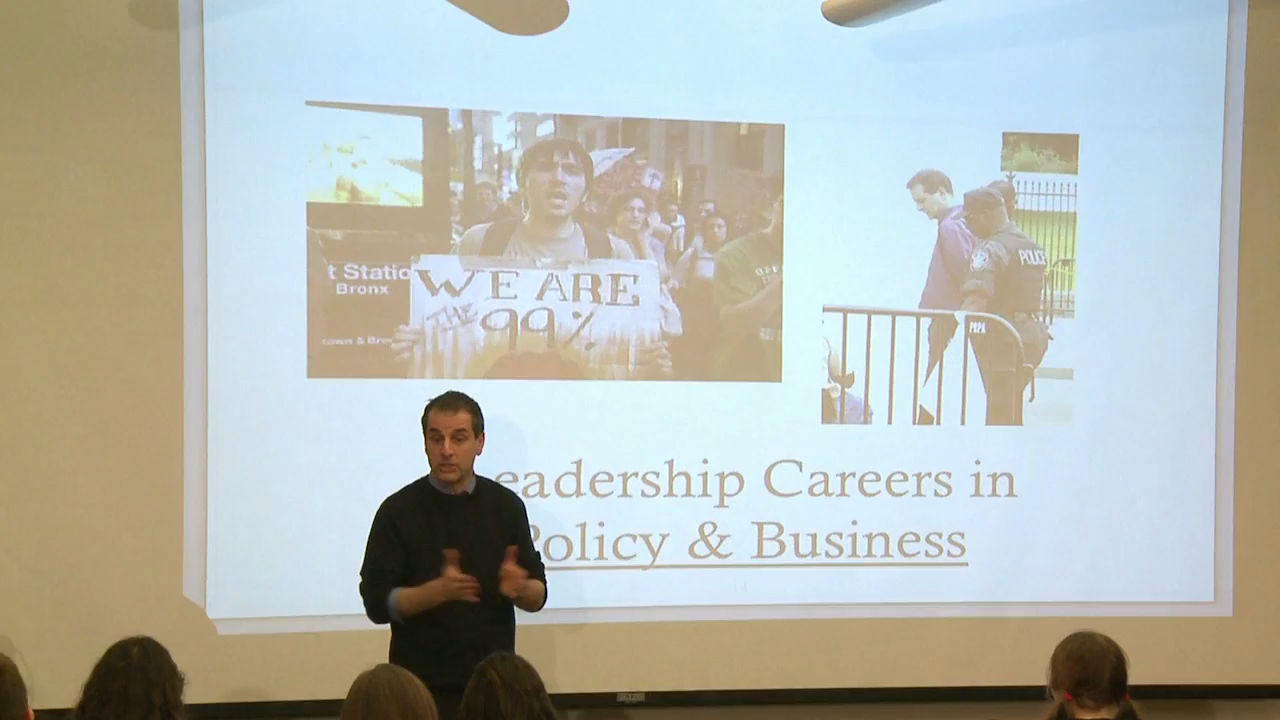 t Statio
Bronx
WE ARE
THE 99%
POLICE
eadership Careers in
Policy & Business